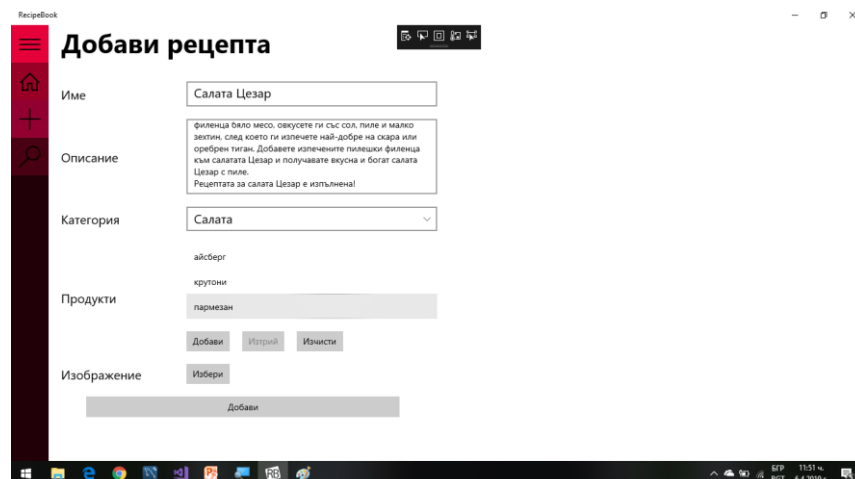 RecipeBook
Добави рецепта
Име
Салата Цезар
Описание
филенца бяло месо, овкусете ги със сол, пиле и малко
зехтин, след което ги изпечете най-добре на скара или
оребрен тиган. Добавете изпечените пилешки филенца
към салатата Цезар и получавате вкусна и богат салата
Цезар с пиле.
Рецептата за салата Цезар е изпълнена!
Категория
Салата
айсберг
крутони
Продукти
пармезан
Добави
Изтрий
Изчисти
Изображение
Избери
Добави
RB
БГР
11:51 ч.